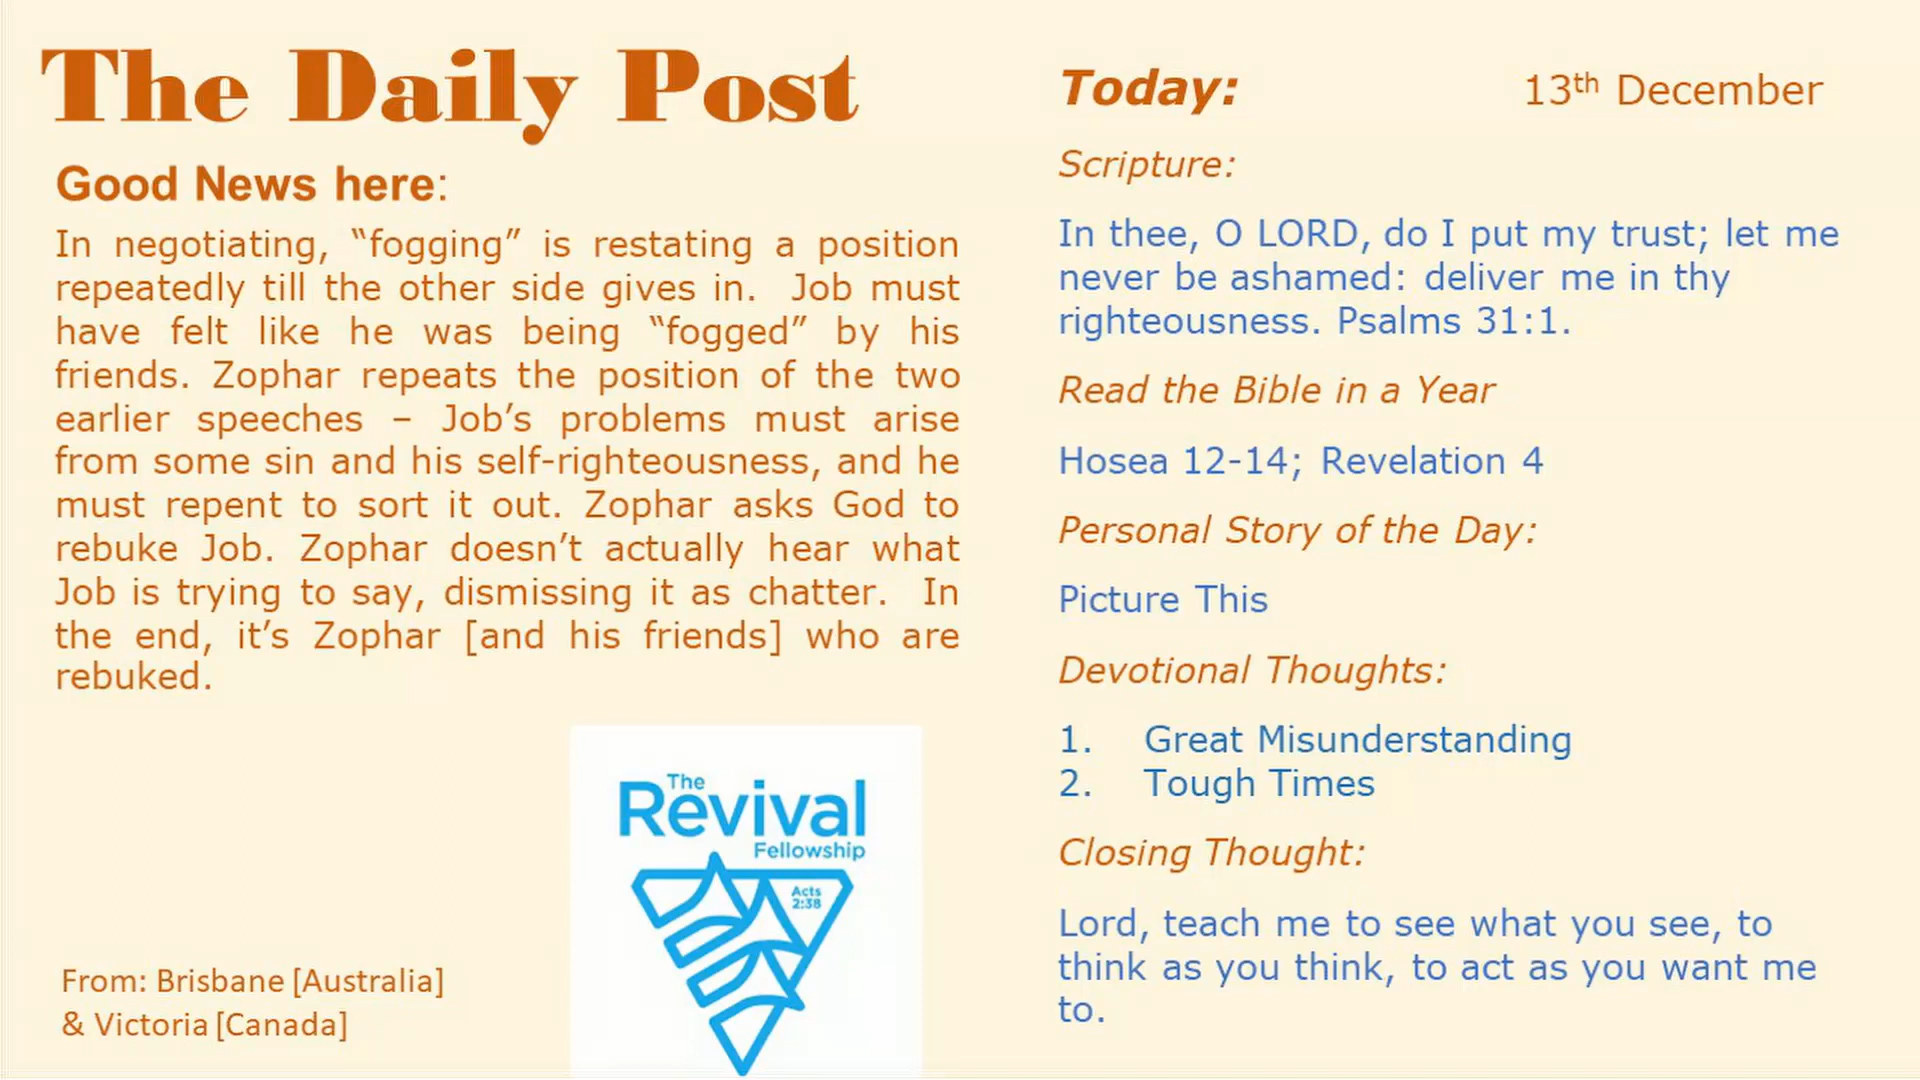 The Daily Post
Good News here:
In negotiating, “fogging” is restating a position
repeatedly till the other side gives in.  Job must
have felt like he was being “fogged” by his
friends. Zophar repeats the position of the two
earlier speeches – Job’s problems must arise
from some sin and his self-righteousness, and he
must repent to sort it out. Zophar asks God to
rebuke Job. Zophar doesn’t actually hear what
Job is trying to say, dismissing it as chatter.  In
the end, it’s Zophar [and his friends] who are
rebuked.
From: Brisbane [Australia]
& Victoria [Canada]
The
Revival
Fellowship
Acts
2:38
Today: 13th December
Scripture:
In thee, O LORD, do I put my trust; let me
never be ashamed: deliver me in thy
righteousness. Psalms 31:1.
Read the Bible in a Year
Hosea 12-14; Revelation 4
Personal Story of the Day:
Picture This
Devotional Thoughts:
1. Great Misunderstanding
2. Tough Times
Closing Thought:
Lord, teach me to see what you see, to
think as you think, to act as you want me
to.